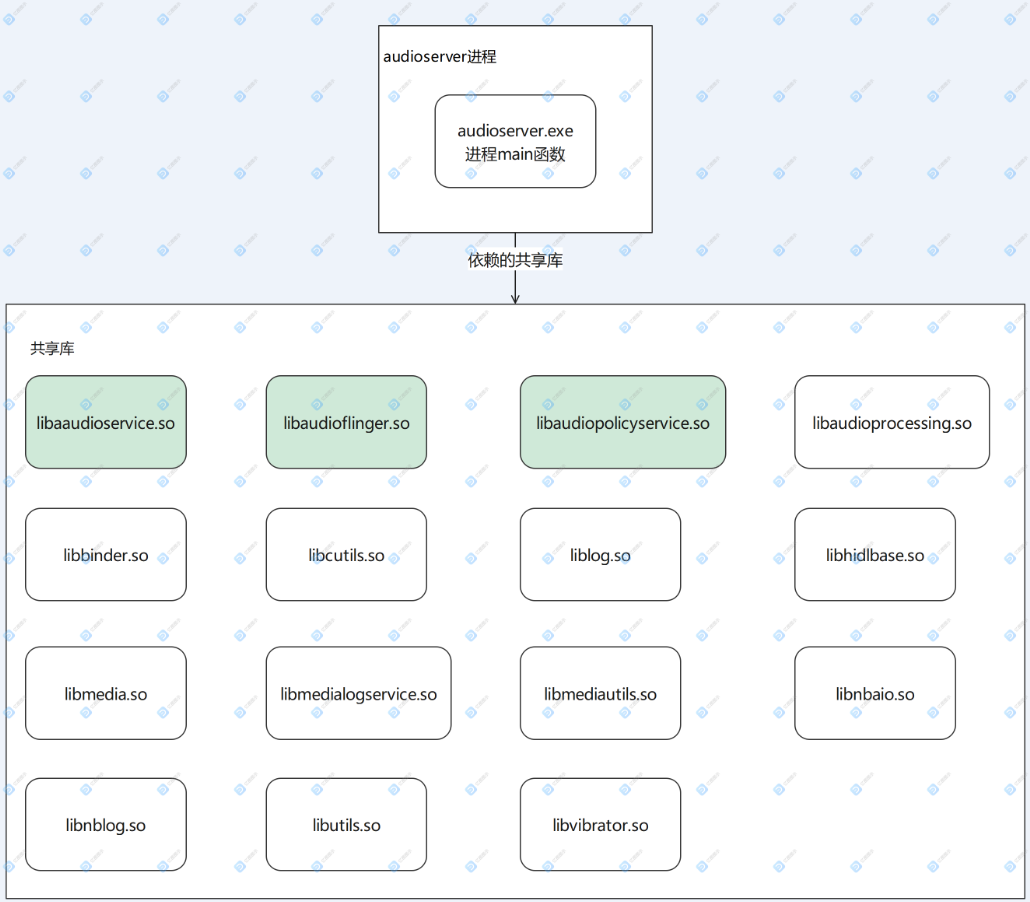 audioserver进程
audioserver.exe
进程main函数
依赖的共享库
共享库
libaaudioservice.so
libaudioflinger.so
libaudiopolicyservice.so
libaudioprocessing.so
libbinder.so
libcutils.so
liblog.so
libhidlbase.so
libmedia.so
libmedialogservice.so
libmediautils.so
libnbaio.so
libnblog.so
libutils.so
libvibrator.so